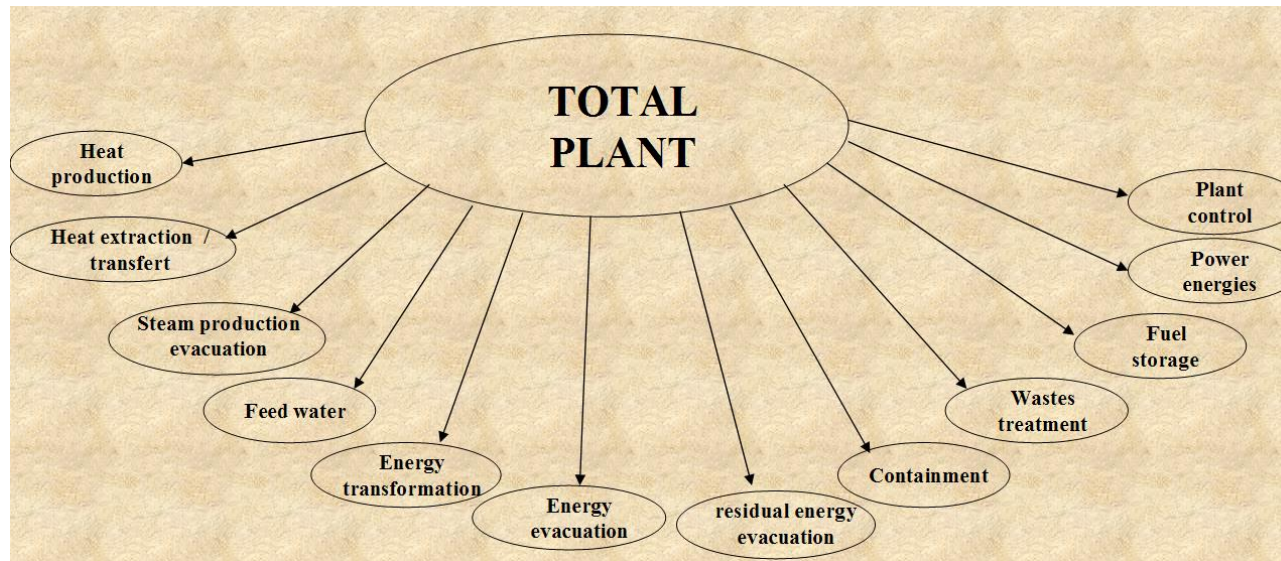 TOTAL
PLANT
Heat
production
Heat extraction /
transfert
Steam production
evacuation
Feed water
Energy
transformation
Energy
evacuation
residual energy
evacuation
Containment
Wastes
treatment
Fuel
storage
Power
energies
Plant
control